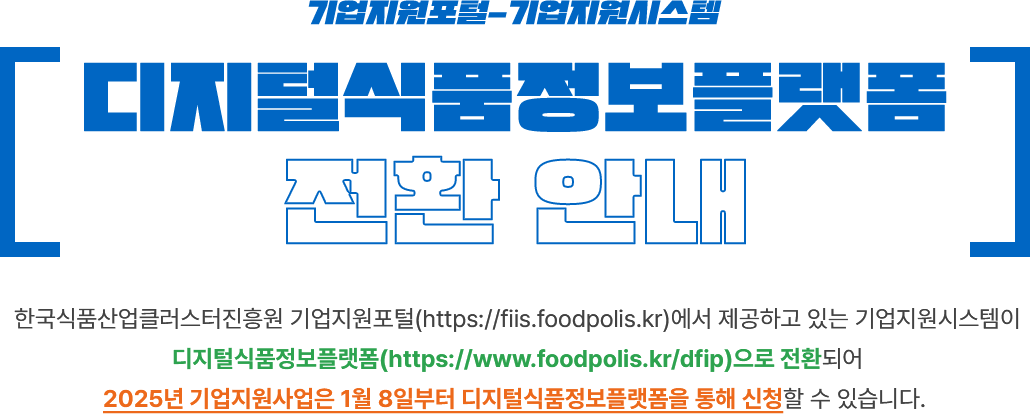 기업지원포털-기업지원시스템
디지털식품정보플랫폼
전환 안내
한국식품산업클러스터진흥원 기업지원포털(https://fiis.foodpolis.kr)에서 제공하고 있는 기업지원시스템이
디지털식품정보플랫폼(https://www.foodpolis.kr/dfip)으로 전환되어
2025년 기업지원사업은 1월 8일부터 디지털식품정보플랫폼을 통해 신청할 수 있습니다.